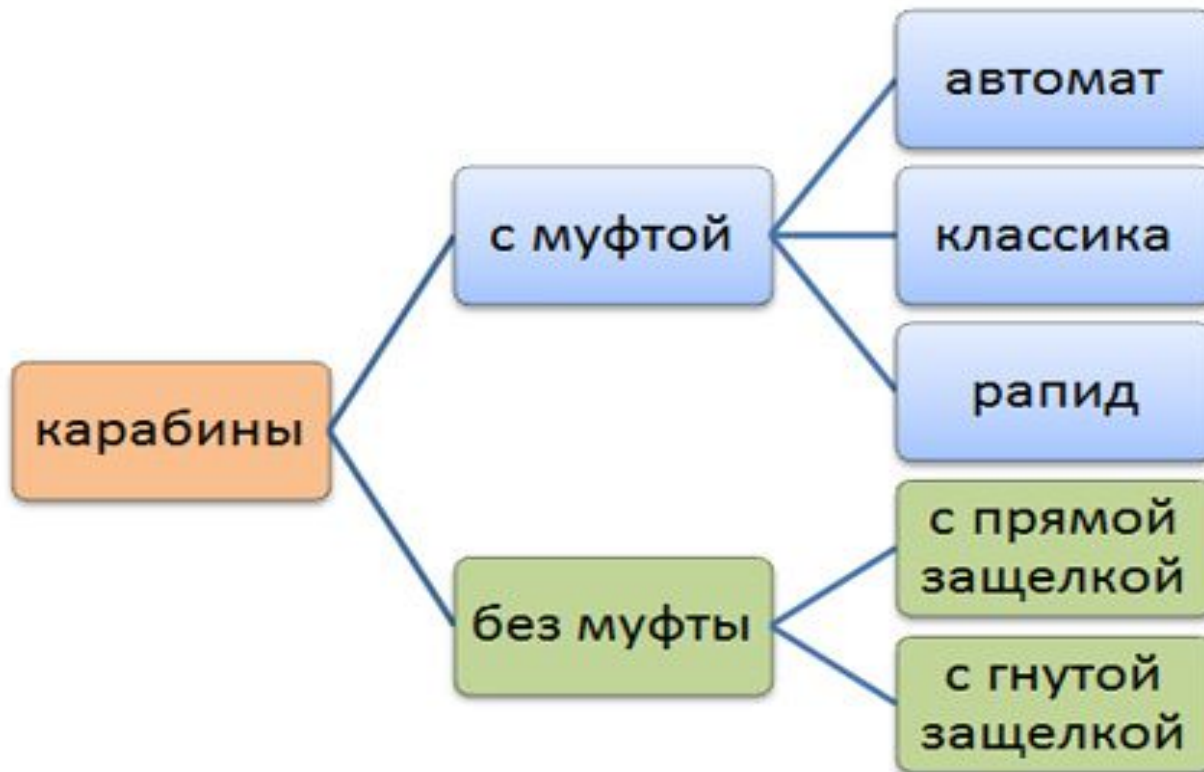 автомат
с муфтой
классика
рапид
карабины
без муфты
с прямой
защелкой
с гнутой
защелкой